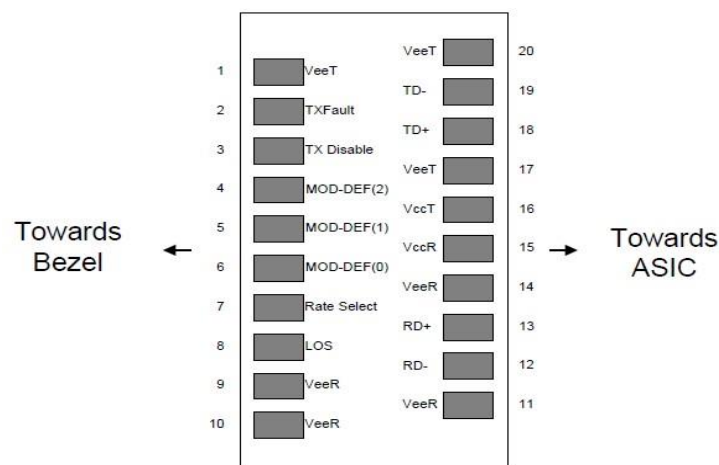 Towards
Bezel
1 VeeT
2 TXFault
3 TX Disable
4 MOD-DEF(2)
5 MOD-DEF(1)
6 MOD-DEF(0)
7 Rate Select
8 LOS
9 VeeR
10 VeeR
VeeT 20
TD- 19
TD+ 18
VeeT 17
VccT 16
VccR 15
VeeR 14
RD+ 13
RD- 12
VeeR 11
Towards
ASIC